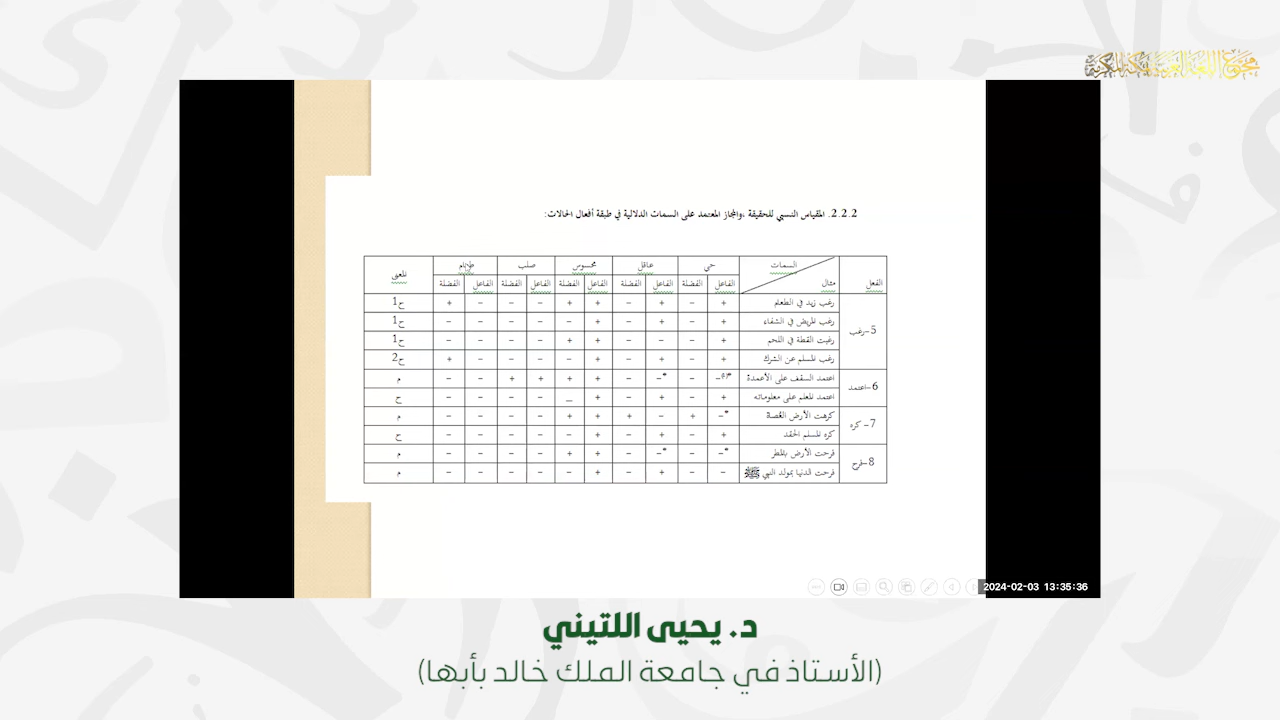 مجمع اللغة العربية بمكة المكرمة
2.2.2. المقياس النسبي للحقيقة والمجاز المعتمد على السمات الدلالية في طبقة أفعال الحالات:
الفعل السمات مثال حي عاقل محسوس صلب طعام المعنى
الفاعل الفضلة الفاعل الفضلة الفاعل الفضلة الفاعل الفضلة الفاعل الفضلة
5-رغب رغب زيد في الطعام + – + – + + – – – + ح1
رغب المريض في الشفاء + – + – + – – – – – ح1
رغبت القطة في اللحم + – – – + + – – – – ح1
رغب المسلم عن الشرك + – + – + – – – – + ح2
6-اعتمد اعتمد السقف على الأعمدة – –* – + + + + – – م
اعتمد المعلم على معلوماته + – + – + _ – – – – ح
7- كره كرهت الأرض –* + – + + + – – – – م
كره المسلم الحقد + – + – + – – – – – ح
8-فرح فرحت الأرض بالمطر –* – –* – + + – – – – م
فرحت الدنيا بمولد النبي ﷺ – – + – + – – – – – م
2024-02-03 13:35:36
د. يحيى اللتيني
(الأستاذ في جامعة الملك خالد بأبها)